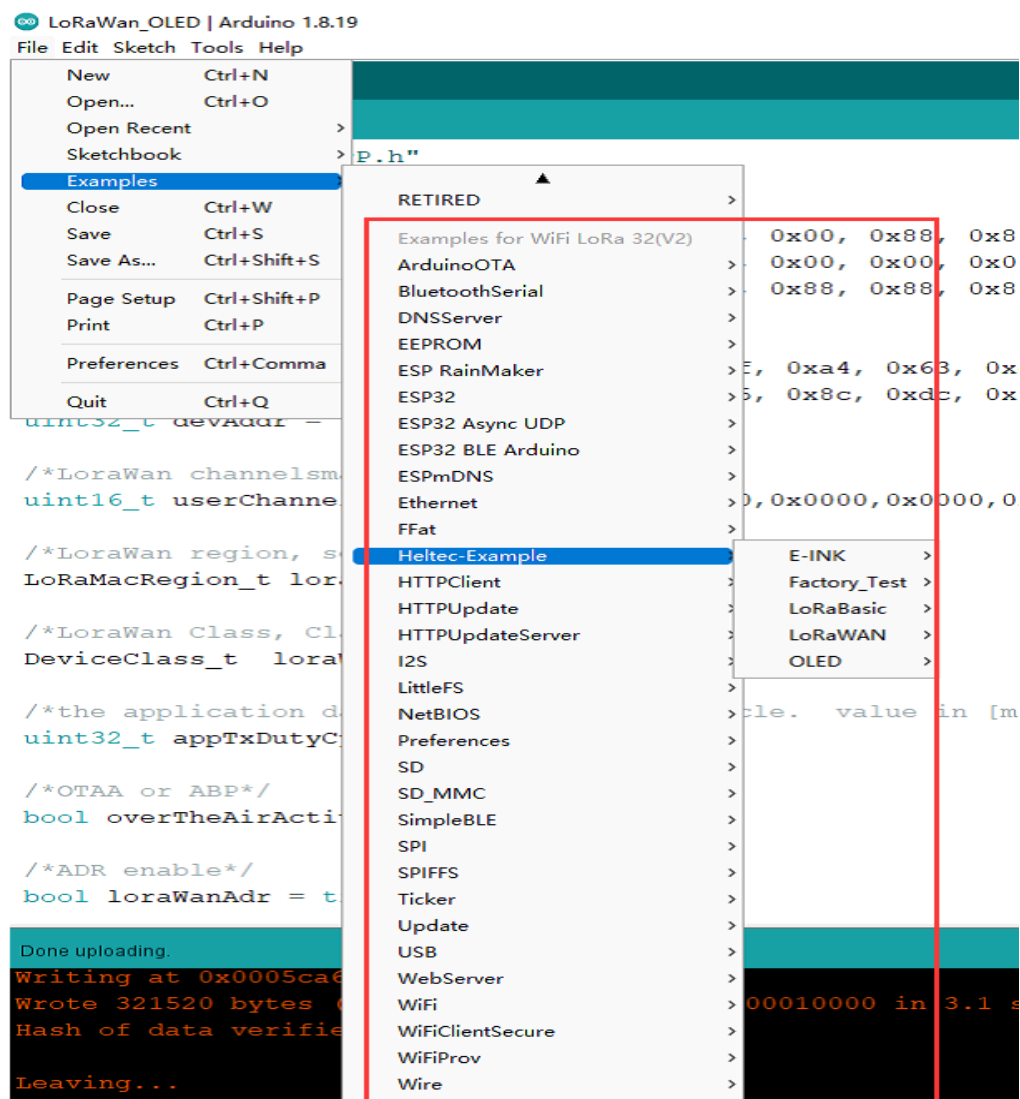 LoRaWan_OLED | Arduino 1.8.19
File Edit Sketch Tools Help
New Ctrl+N
Open... Ctrl+O
Open Recent >
Sketchbook >
Examples
Close Ctrl+W
Save Ctrl+S
Save As... Ctrl+Shift+S
Page Setup Ctrl+Shift+P
Print Ctrl+P
Preferences Ctrl+Comma
Quit Ctrl+Q
RETIRED >
Examples for WiFi LoRa 32(V2)
ArduinoOTA >
BluetoothSerial >
DNSServer >
EEPROM >
ESP RainMaker >
ESP32 >
ESP32 Async UDP >
ESP32 BLE Arduino >
ESPmDNS >
Ethernet >
FFat >
Heltec-Example
HTTPClient >
HTTPUpdate >
HTTPUpdateServer >
I2S >
LittleFS >
NetBIOS >
Preferences >
SD >
SD_MMC >
SimpleBLE >
SPI >
SPIFFS >
Ticker >
Update >
USB >
WebServer >
WiFi >
WiFiClientSecure >
WiFiProv >
Wire >
E-INK >
Factory_Test >
LoRaBasic >
LoRaWAN >
OLED >
P.h"
0x00, 0x88, 0x8
0x00, 0x00, 0x0
0x88, 0x88, 0x8
, 0xa4, 0x63, 0x
, 0x8c, 0xdc, 0x
uint32_t devAddr =
/*LoraWan channelsm
uint16_t userChanne
0,0x0000,0x0000,0
/*LoraWan region, s
LoRaMacRegion_t lor
/*LoraWan Class, Cl
DeviceClass_t lora
/*the application d
cle. value in [m
uint32_t appTxDutyC
/*OTAA or ABP*/
bool overTheAirActi
/*ADR enable*/
bool loraWanAdr = t
Done uploading.
Writing at 0x0005ca6
Wrote 321520 bytes
00010000 in 3.1 s
Hash of data verifie
Leaving...